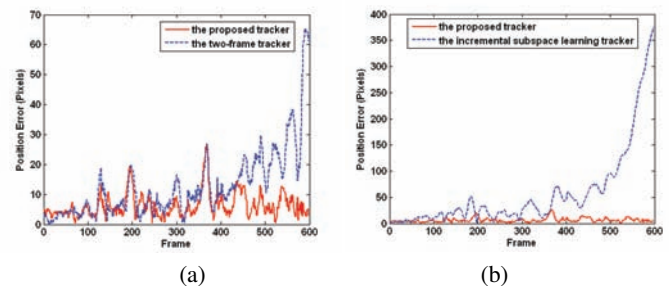 70
60
50
40
30
20
10
0
Position Error (Pixels)
the proposed tracker
the two-frame tracker
0 100 200 300 400 500 600
Frame
(a)
400
350
300
250
200
150
100
50
0
Position Error (Pixels)
the proposed tracker
the incremental subspace learning tracker
0 100 200 300 400 500 600
Frame
(b)